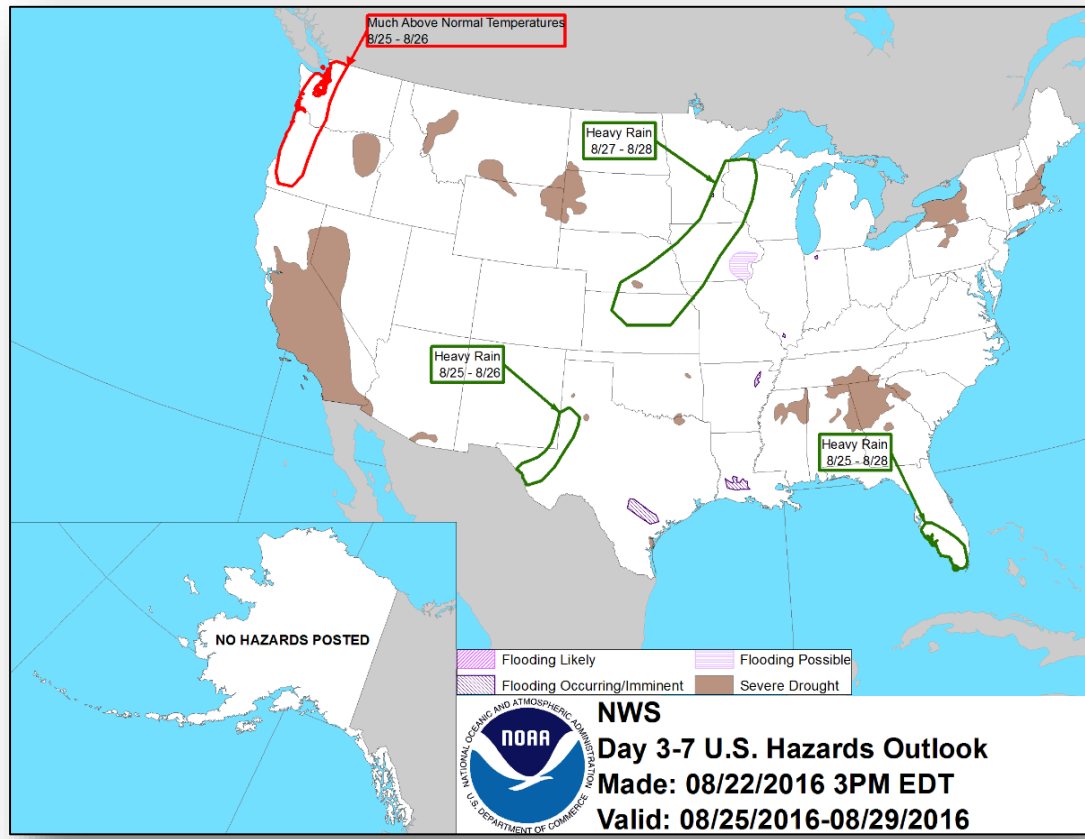 Much Above Normal Temperatures
8/25 - 8/26
Heavy Rain
8/27 - 8/28
Heavy Rain
8/25 - 8/26
Heavy Rain
8/25 - 8/28
NO HAZARDS POSTED
Flooding Likely
Flooding Possible
Flooding Occurring/Imminent
Severe Drought
NATIONAL OCEANIC AND ATMOSPHERIC ADMINISTRATION
NOAA
U.S. DEPARTMENT OF COMMERCE
NWS
Day 3-7 U.S. Hazards Outlook
Made: 08/22/2016 3PM EDT
Valid: 08/25/2016-08/29/2016